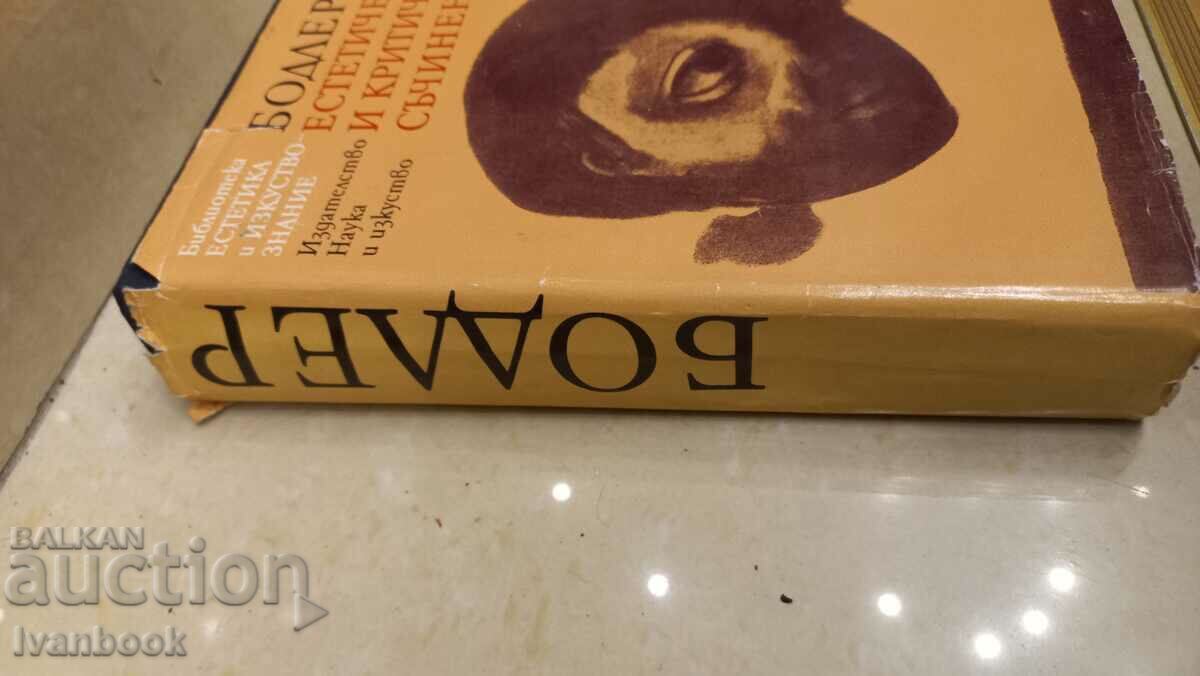 БОДЛЕР
ЕСТЕТИЧЕ
И КРИТИЧ
СЪЧИНЕН
Библиотека
ЕСТЕТИКА
и ИЗКУСТВО-
ЗНАНИЕ
Издателство
Наука
и изкуство
БОДЛЕР
BALKAN
auction
Ivanbook